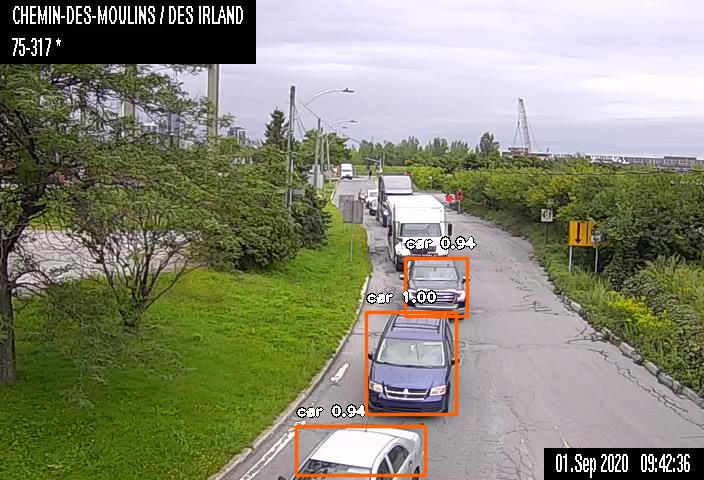 CHEMIN-DES-MOULINS / DES IRLAND
75-317 *
car 0.94
car 1.00
car 0.94
01.Sep 2020 09:42:36